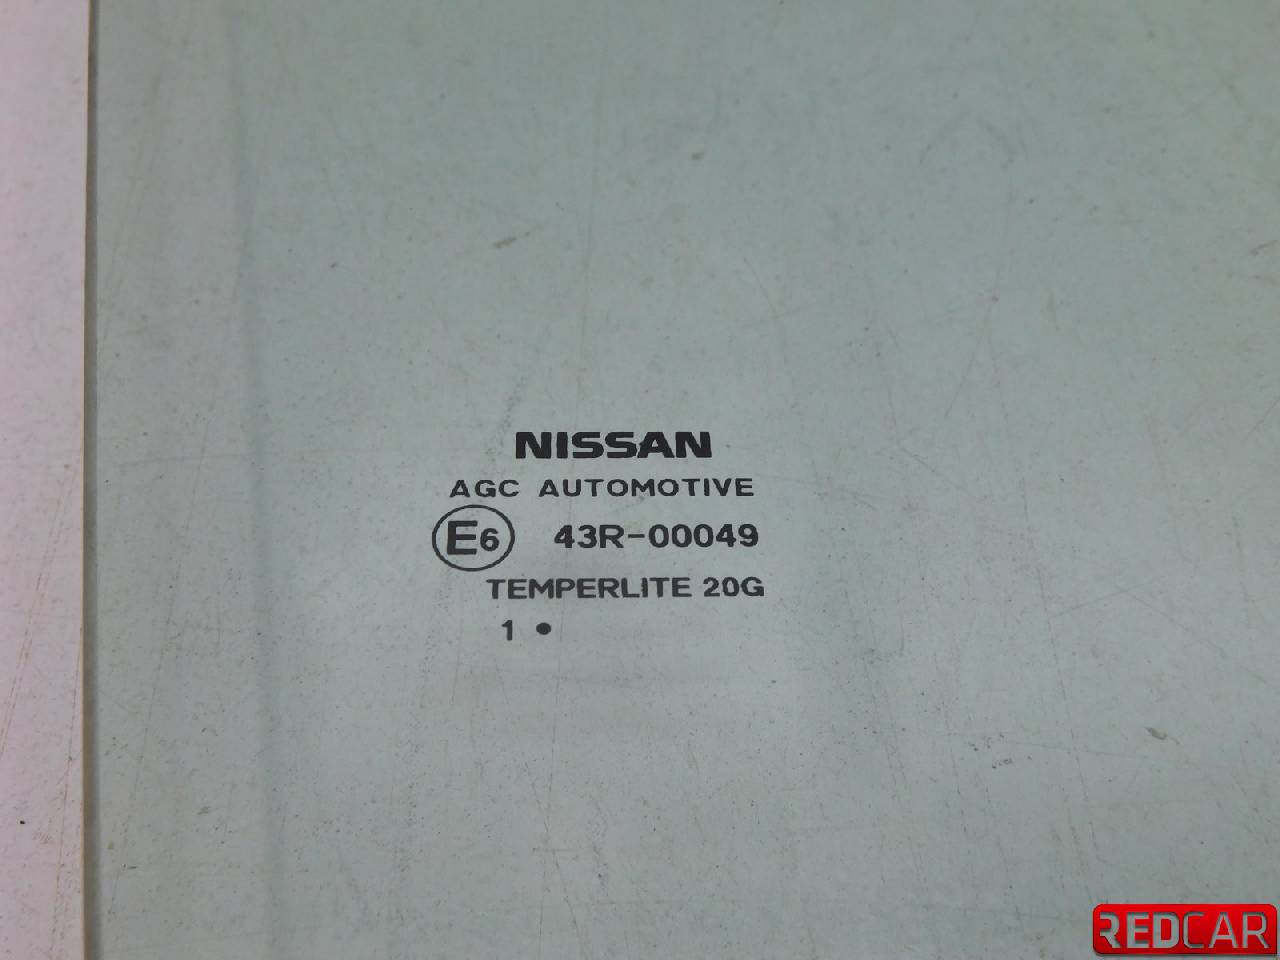 NISSAN
AGC AUTOMOTIVE
E6 43R-00049
TEMPERLITE 20G
1 •
REDCAR